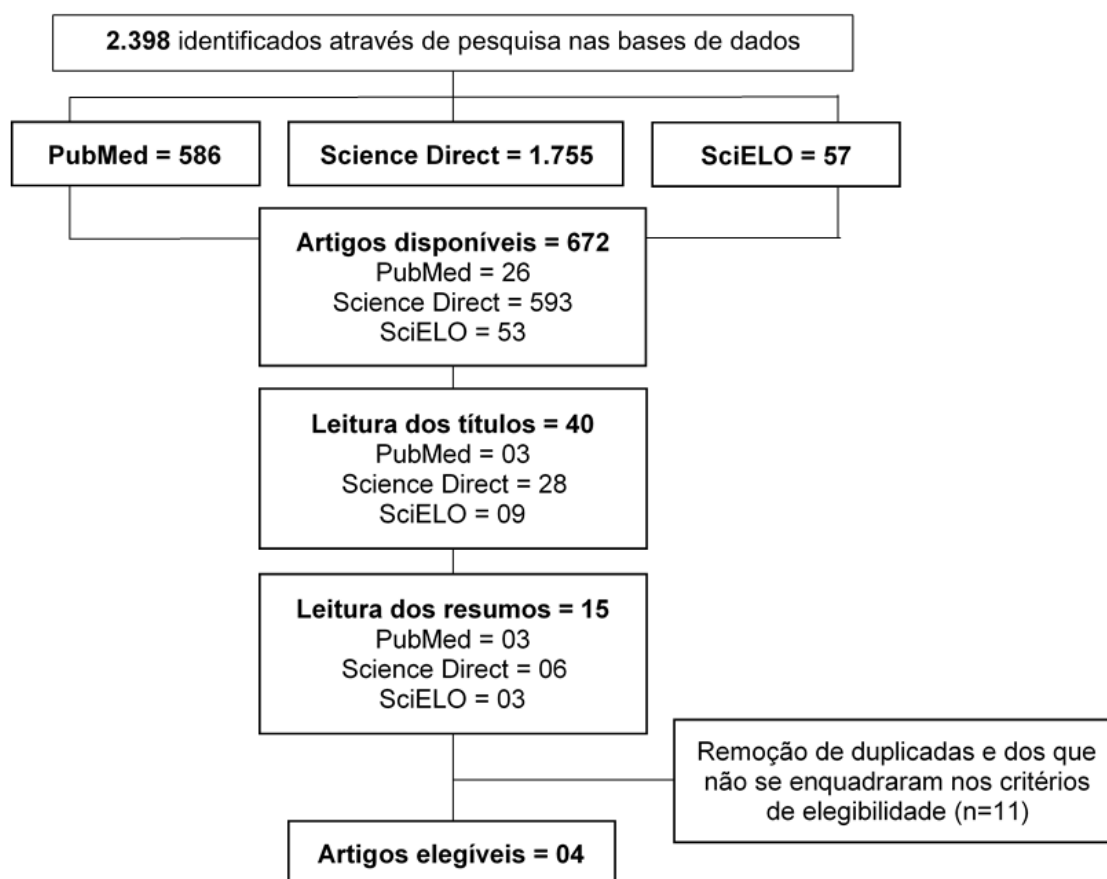 2.398 identificados através de pesquisa nas bases de dados
PubMed = 586
Science Direct = 1.755
SciELO = 57
Artigos disponíveis = 672
PubMed = 26
Science Direct = 593
SciELO = 53
Leitura dos títulos = 40
PubMed = 03
Science Direct = 28
SciELO = 09
Leitura dos resumos = 15
PubMed = 03
Science Direct = 06
SciELO = 03
Remoção de duplicadas e dos que
não se enquadraram nos critérios
de elegibilidade (n=11)
Artigos elegíveis = 04